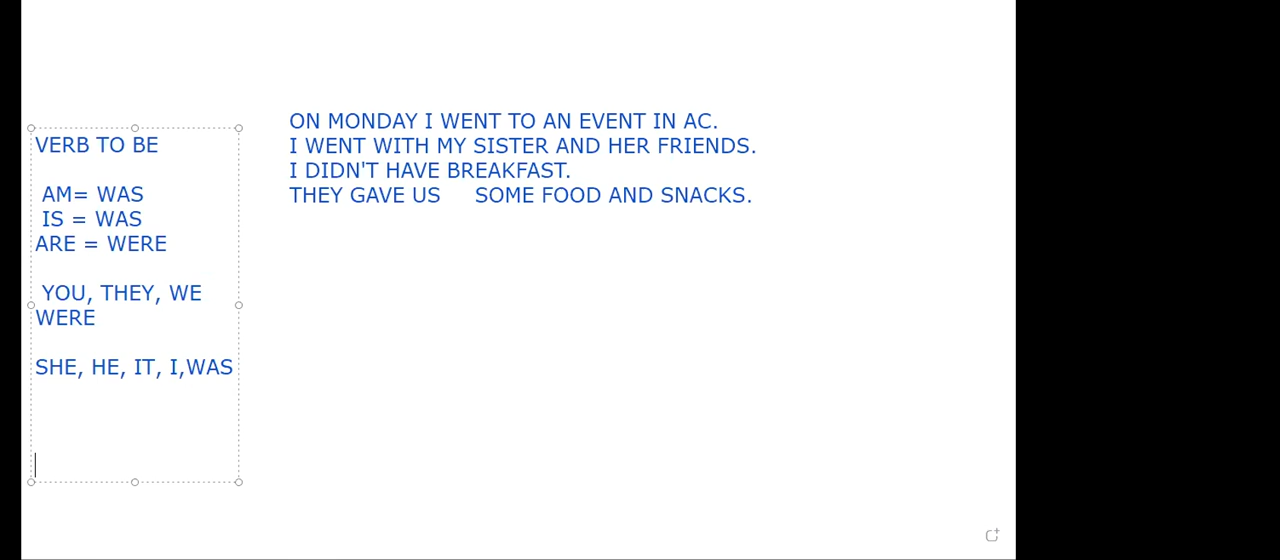 VERB TO BE
AM= WAS
IS = WAS
ARE = WERE
YOU, THEY, WE
WERE
SHE, HE, IT, I,WAS
ON MONDAY I WENT TO AN EVENT IN AC.
I WENT WITH MY SISTER AND HER FRIENDS.
I DIDN'T HAVE BREAKFAST.
THEY GAVE US SOME FOOD AND SNACKS.